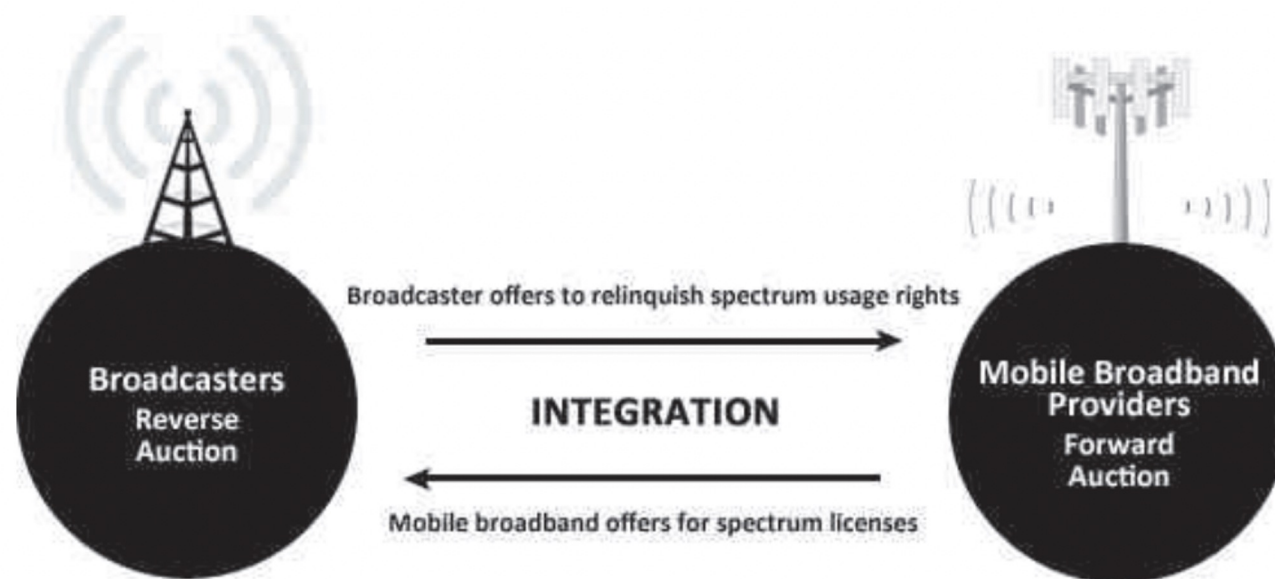 Broadcaster offers to relinquish spectrum usage rights
Broadcasters
Reverse
Auction
INTEGRATION
Mobile Broadband
Providers
Forward
Auction
Mobile broadband offers for spectrum licenses